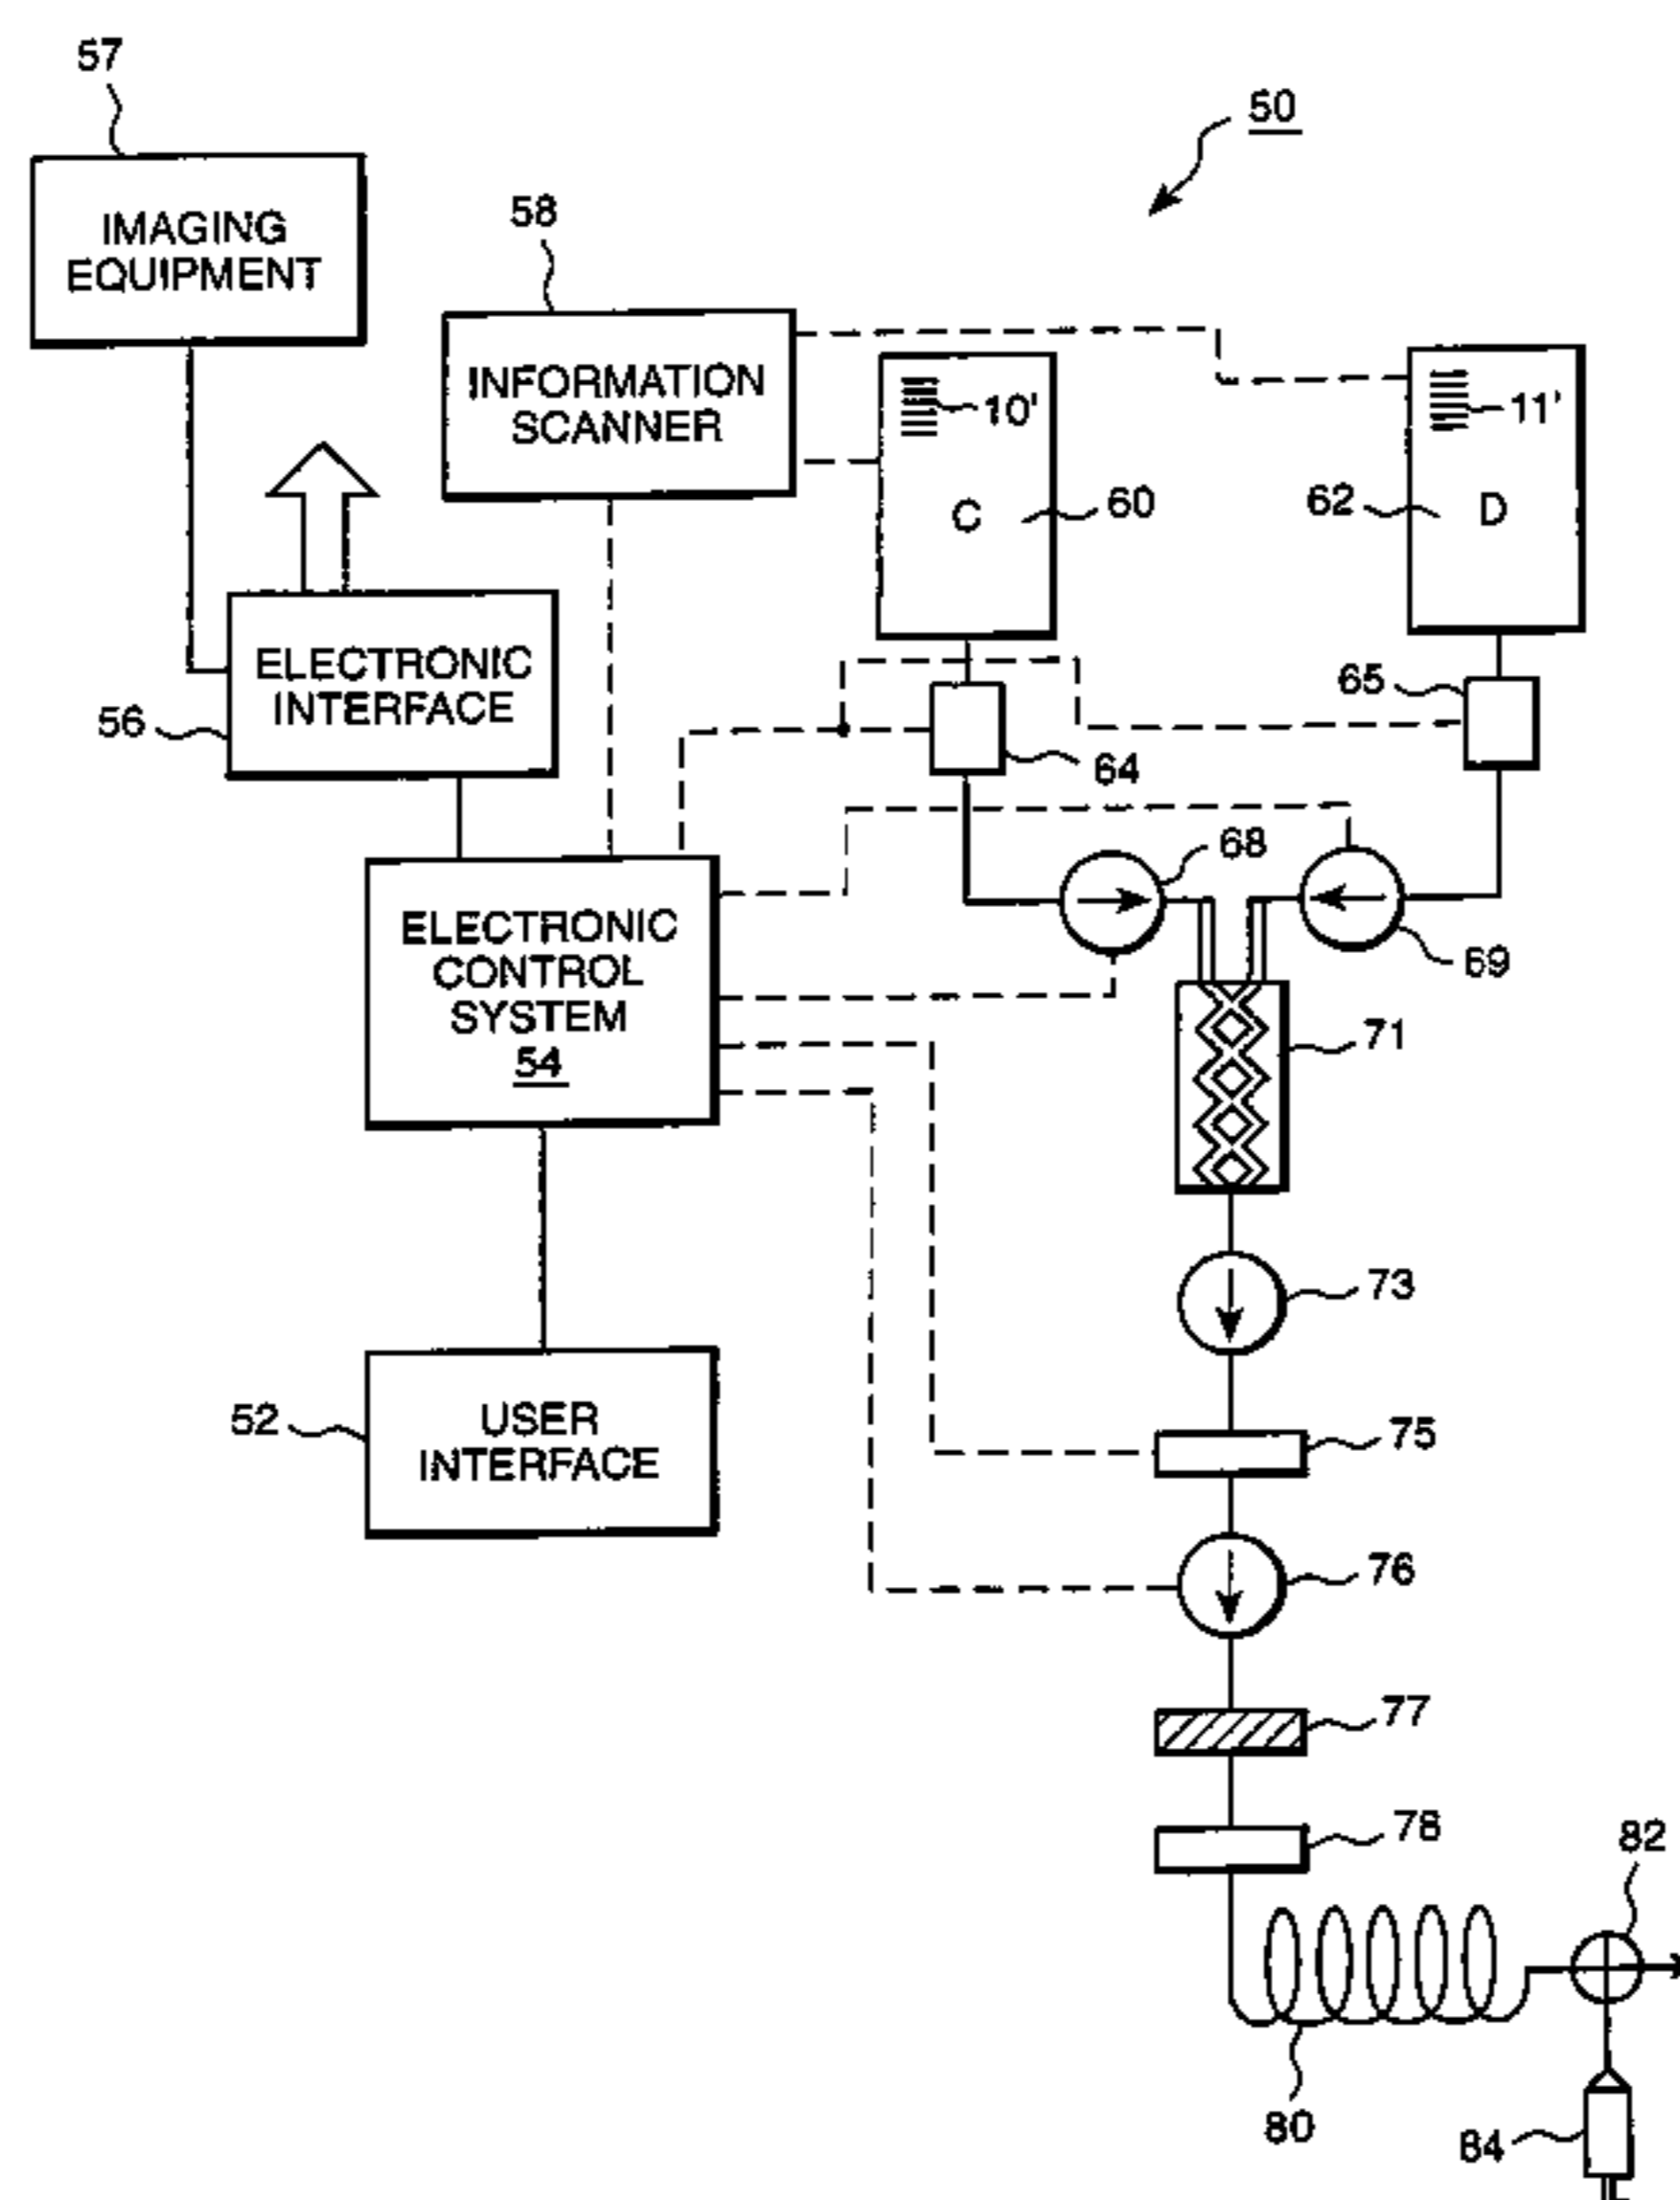 57
50
IMAGING
EQUIPMENT
58
INFORMATION
SCANNER
10'
11'
C
60
62
D
ELECTRONIC
INTERFACE
56
65
64
68
ELECTRONIC
CONTROL
SYSTEM
54
69
71
73
52
USER
INTERFACE
75
76
77
78
82
80
84